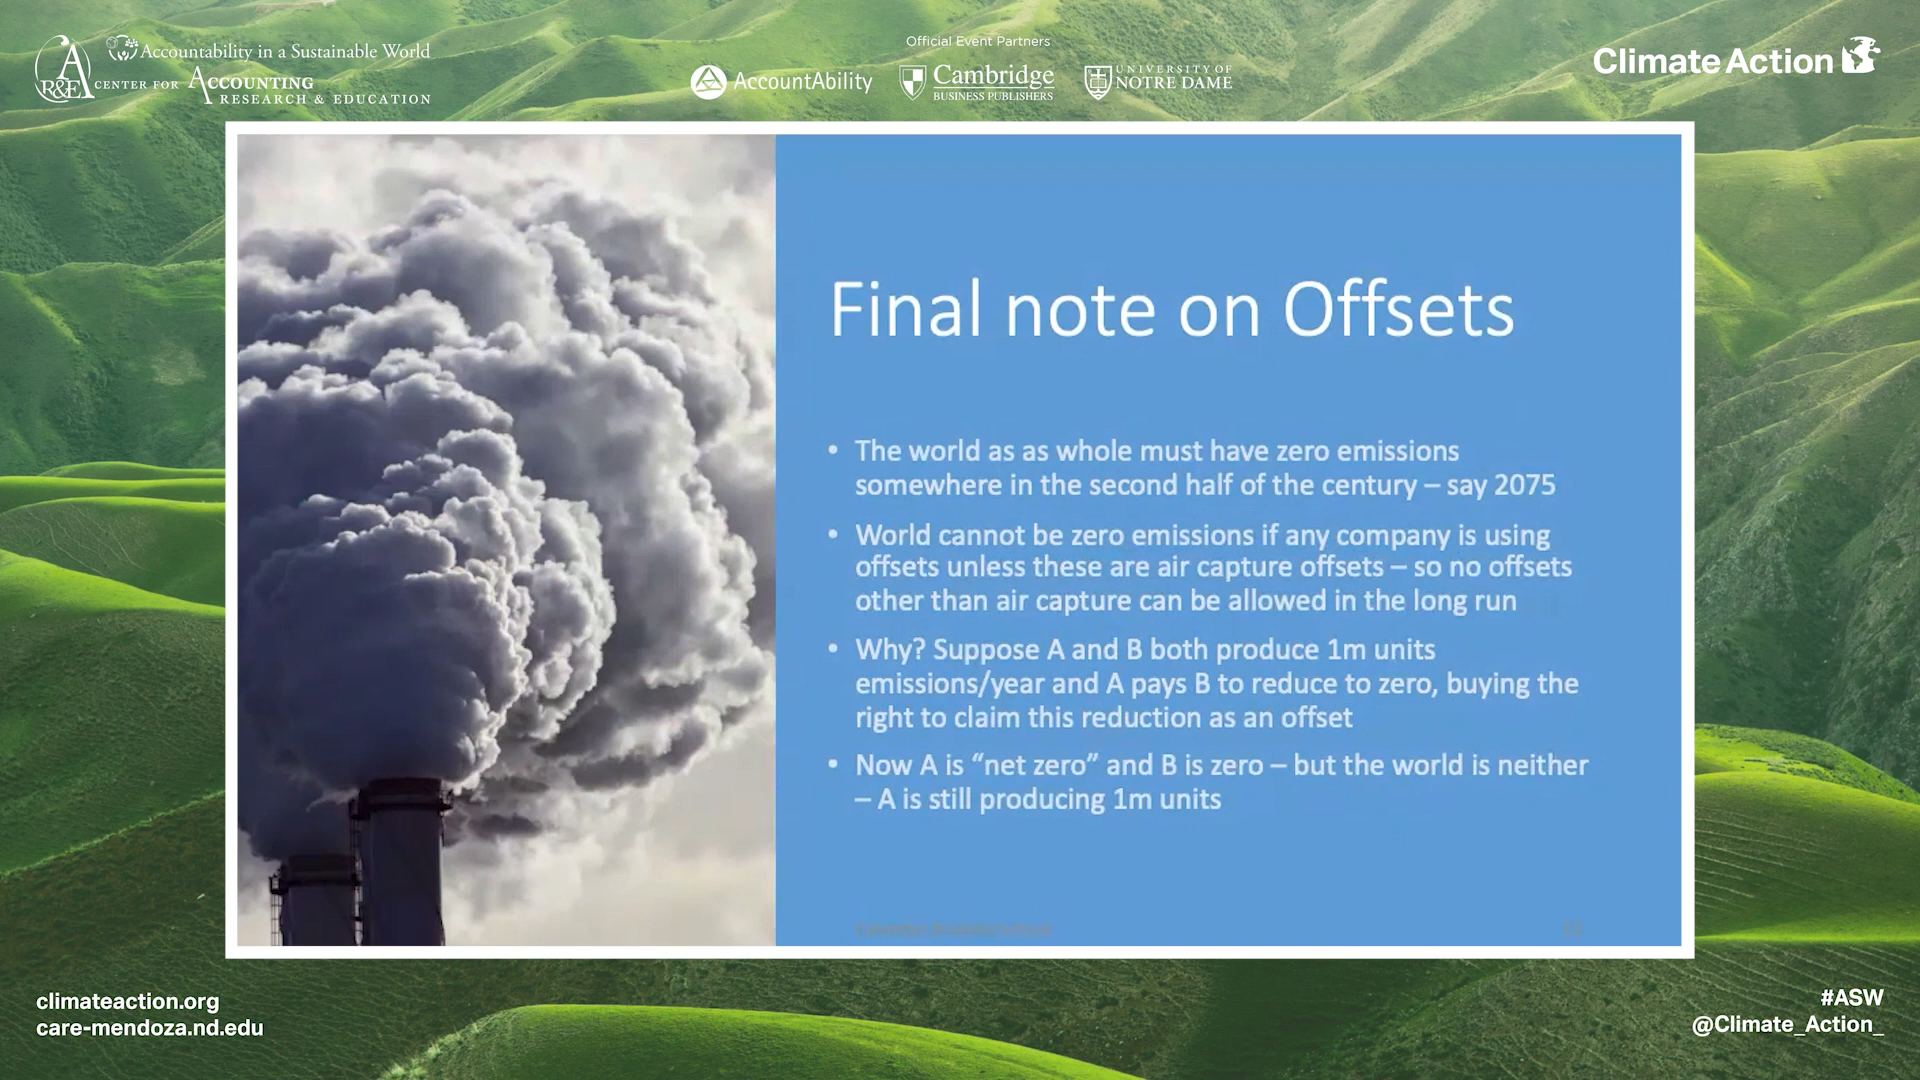 Accountability in a Sustainable World
R&E
CENTER FOR ACCOUNTING
RESEARCH & EDUCATION
Official Event Partners
AccountAbility
Cambridge
BUSINESS PUBLISHERS
UNIVERSITY OF
NOTRE DAME
Climate Action
Final note on Offsets
• The world as as whole must have zero emissions
somewhere in the second half of the century – say 2075
• World cannot be zero emissions if any company is using
offsets unless these are air capture offsets – so no offsets
other than air capture can be allowed in the long run
• Why? Suppose A and B both produce 1m units
emissions/year and A pays B to reduce to zero, buying the
right to claim this reduction as an offset
• Now A is “net zero” and B is zero – but the world is neither
– A is still producing 1m units
climateaction.org
care-mendoza.nd.edu
#ASW
@Climate_Action_